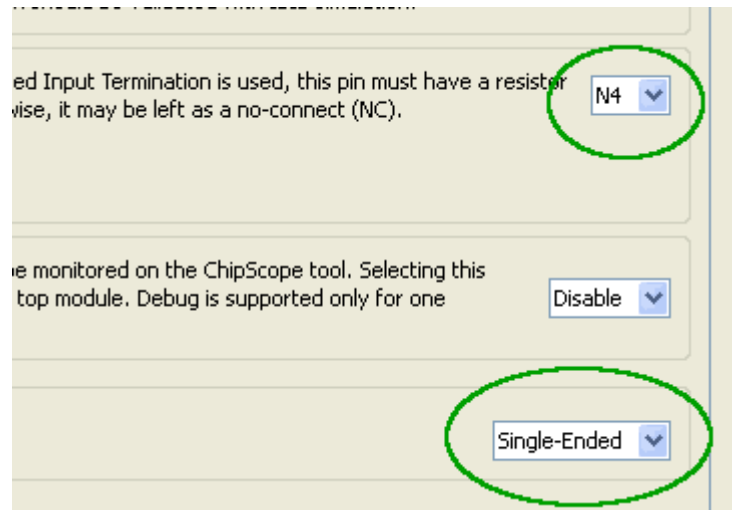 ed Input Termination is used, this pin must have a resistor
wise, it may be left as a no-connect (NC).
N4
e monitored on the ChipScope tool. Selecting this
top module. Debug is supported only for one
Disable
Single-Ended